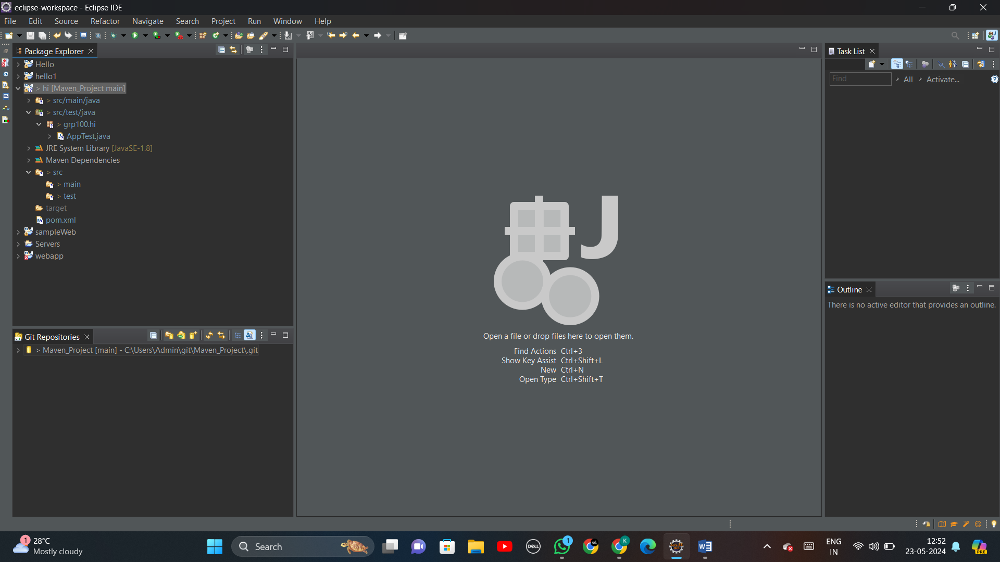 eclipse-workspace - Eclipse IDE
File Edit Source Refactor Navigate Search Project Run Window Help
Package Explorer
Hello
hello1
> hi [Maven_Project main]
> src/main/java
> src/test/java
> grp100.hi
AppTest.java
JRE System Library [JavaSE-1.8]
Maven Dependencies
> src
> main
> test
target
pom.xml
sampleWeb
Servers
webapp
Git Repositories
> Maven_Project [main] - C:\Users\Admin\git\Maven_Project\.git
Open a file or drop files here to open them.
Find Actions Ctrl+3
Show Key Assist Ctrl+Shift+L
New Ctrl+N
Open Type Ctrl+Shift+T
Task List
Find All Activate...
Outline
There is no active editor that provides an outline.
1
28°C
Mostly cloudy
Search
DELL
1
K
ENG
IN
12:52
23-05-2024
PRE